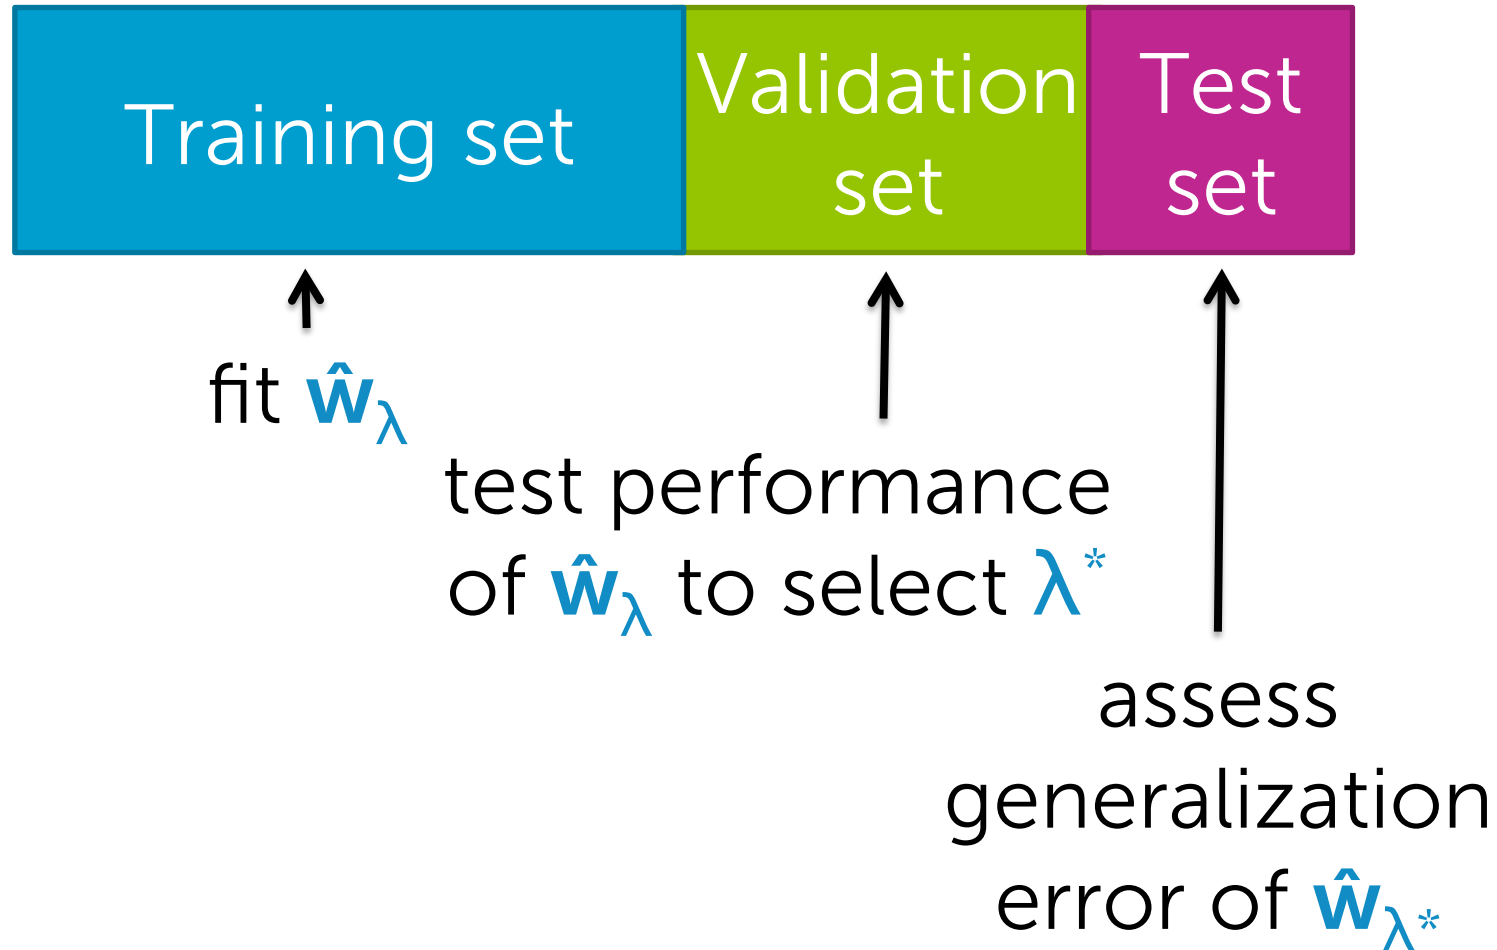 Training set
Validation
set
Test
set
fit ŵλ
test performance
of ŵλ to select λ*
assess
generalization
error of ŵλ*